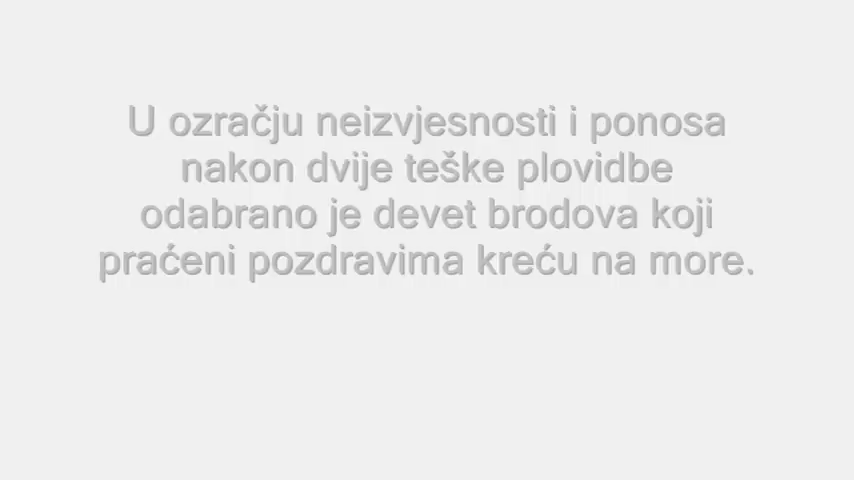 U ozračju neizvjesnosti i ponosa
nakon dvije teške plovidbe
odabrano je devet brodova koji
praćeni pozdravima kreću na more.